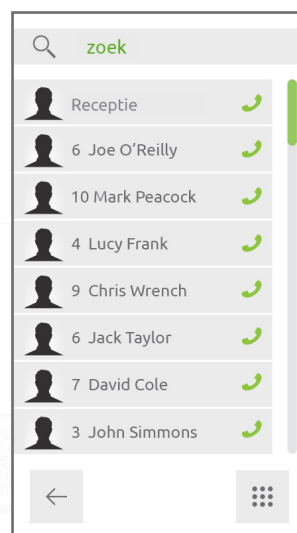 zoek
Receptie
6 Joe O’Reilly
10 Mark Peacock
4 Lucy Frank
9 Chris Wrench
6 Jack Taylor
7 David Cole
3 John Simmons